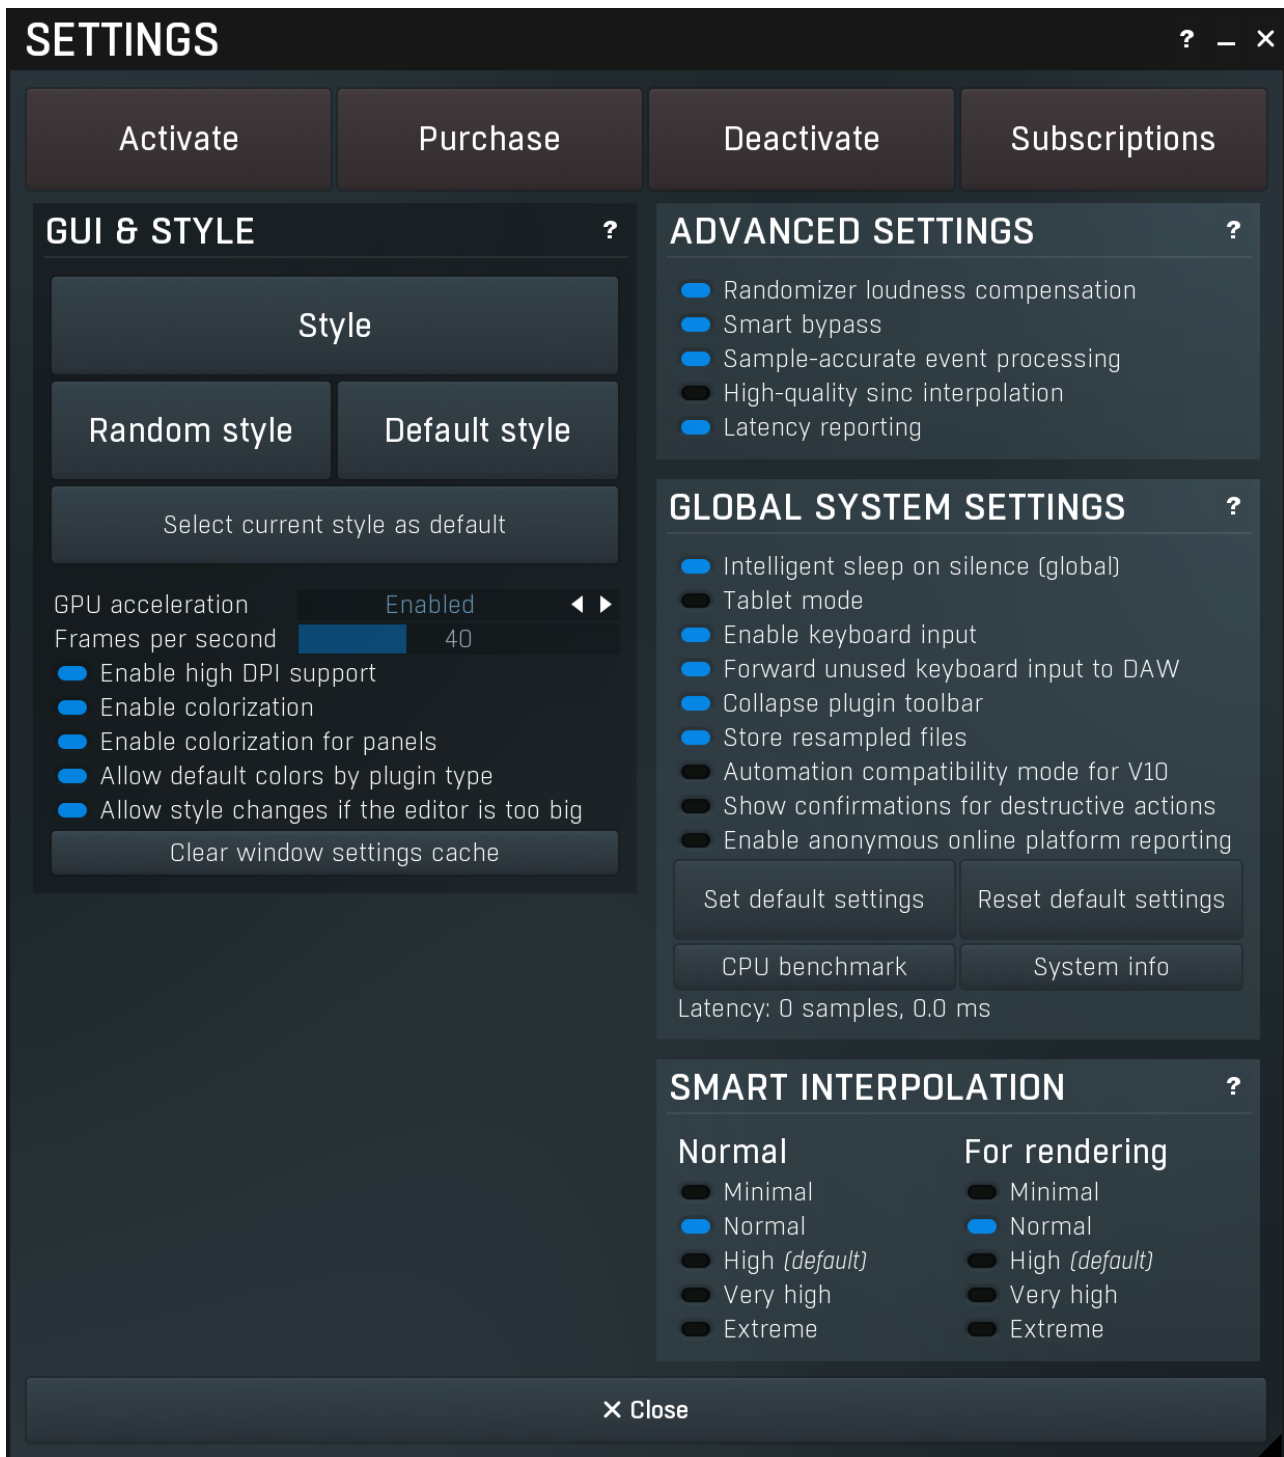 SETTINGS
? _ ×
Activate
Purchase
Deactivate
Subscriptions
GUI & STYLE ?
Style
Random style
Default style
Select current style as default
GPU acceleration Enabled
Frames per second 40
Enable high DPI support
Enable colorization
Enable colorization for panels
Allow default colors by plugin type
Allow style changes if the editor is too big
Clear window settings cache
ADVANCED SETTINGS ?
Randomizer loudness compensation
Smart bypass
Sample-accurate event processing
High-quality sinc interpolation
Latency reporting
GLOBAL SYSTEM SETTINGS ?
Intelligent sleep on silence (global)
Tablet mode
Enable keyboard input
Forward unused keyboard input to DAW
Collapse plugin toolbar
Store resampled files
Automation compatibility mode for V10
Show confirmations for destructive actions
Enable anonymous online platform reporting
Set default settings
Reset default settings
CPU benchmark
System info
Latency: 0 samples, 0.0 ms
SMART INTERPOLATION ?
Normal
Minimal
Normal
High (default)
Very high
Extreme
For rendering
Minimal
Normal
High (default)
Very high
Extreme
× Close